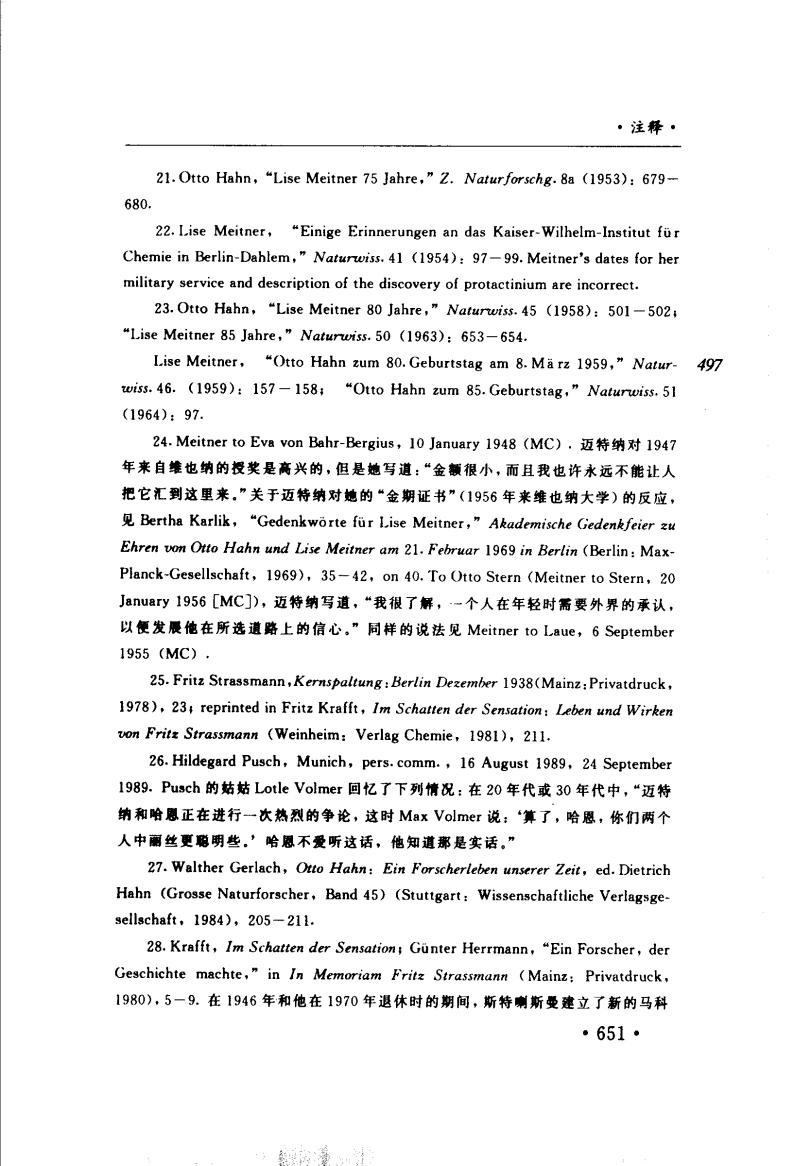 ·注释·
21. Otto Hahn, “Lise Meitner 75 Jahre,” Z. Naturforschg. 8a (1953): 679—
680.
22. Lise Meitner, “Einige Erinnerungen an das Kaiser-Wilhelm-Institut für
Chemie in Berlin-Dahlem,” Naturwiss. 41 (1954): 97—99. Meitner's dates for her
military service and description of the discovery of protactinium are incorrect.
23. Otto Hahn, “Lise Meitner 80 Jahre,” Naturwiss. 45 (1958): 501—502;
“Lise Meitner 85 Jahre,” Naturwiss. 50 (1963): 653—654.
Lise Meitner, “Otto Hahn zum 80. Geburtstag am 8. März 1959,” Natur- 497
wiss. 46. (1959): 157—158; “Otto Hahn zum 85. Geburtstag,” Naturwiss. 51
(1964): 97.
24. Meitner to Eva von Bahr-Bergius, 10 January 1948 (MC). 迈特纳对 1947
年来自维也纳的授奖是高兴的,但是她写道:“金额很小,而且我也许永远不能让人
把它汇到这里来。”关于迈特纳对她的“金期证书”(1956 年来维也纳大学)的反应,
见 Bertha Karlik, “Gedenkwörte für Lise Meitner,” Akademische Gedenkfeier zu
Ehren von Otto Hahn und Lise Meitner am 21. Februar 1969 in Berlin (Berlin: Max-
Planck-Gesellschaft, 1969), 35—42, on 40. To Otto Stern (Meitner to Stern, 20
January 1956 [MC]), 迈特纳写道,“我很了解,一个人在年轻时需要外界的承认,
以便发展他在所选道路上的信心。”同样的说法见 Meitner to Laue, 6 September
1955 (MC).
25. Fritz Strassmann, Kernspaltung: Berlin Dezember 1938 (Mainz: Privatdruck,
1978), 23; reprinted in Fritz Krafft, Im Schatten der Sensation: Leben und Wirken
von Fritz Strassmann (Weinheim: Verlag Chemie, 1981), 211.
26. Hildegard Pusch, Munich, pers. comm., 16 August 1989, 24 September
1989. Pusch 的姑姑 Lotle Volmer 回忆了下列情况:在 20 年代或 30 年代中,“迈特
纳和哈恩正在进行一次热烈的争论,这时 Max Volmer 说:‘算了,哈恩,你们两个
人中丽丝更聪明些。’哈恩不爱听这话,他知道那是实话。”
27. Walther Gerlach, Otto Hahn: Ein Forscherleben unserer Zeit, ed. Dietrich
Hahn (Grosse Naturforscher, Band 45) (Stuttgart: Wissenschaftliche Verlagsge-
sellschaft, 1984), 205—211.
28. Krafft, Im Schatten der Sensation; Günter Herrmann, “Ein Forscher, der
Geschichte machte,” in In Memoriam Fritz Strassmann (Mainz: Privatdruck,
1980), 5—9. 在 1946 年和他在 1970 年退休时的期间,斯特喇斯曼建立了新的马科
·651·